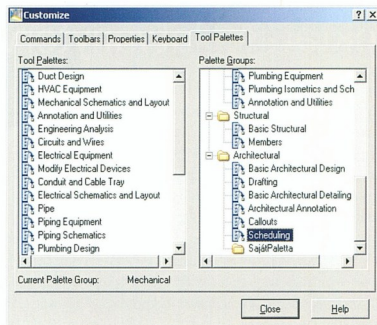 Customize
Commands Toolbars Properties Keyboard Tool Palettes
Tool Palettes:
Duct Design
HVAC Equipment
Mechanical Schematics and Layout
Annotation and Utilities
Engineering Analysis
Circuits and Wires
Electrical Equipment
Modify Electrical Devices
Conduit and Cable Tray
Electrical Schematics and Layout
Pipe
Piping Equipment
Piping Schematics
Plumbing Design
Palette Groups:
Plumbing Equipment
Plumbing Isometrics and Sch
Annotation and Utilities
Structural
Basic Structural
Members
Architectural
Basic Architectural Design
Drafting
Basic Architectural Detailing
Architectural Annotation
Callouts
Scheduling
SajátPaletta
Current Palette Group: Mechanical
Close Help